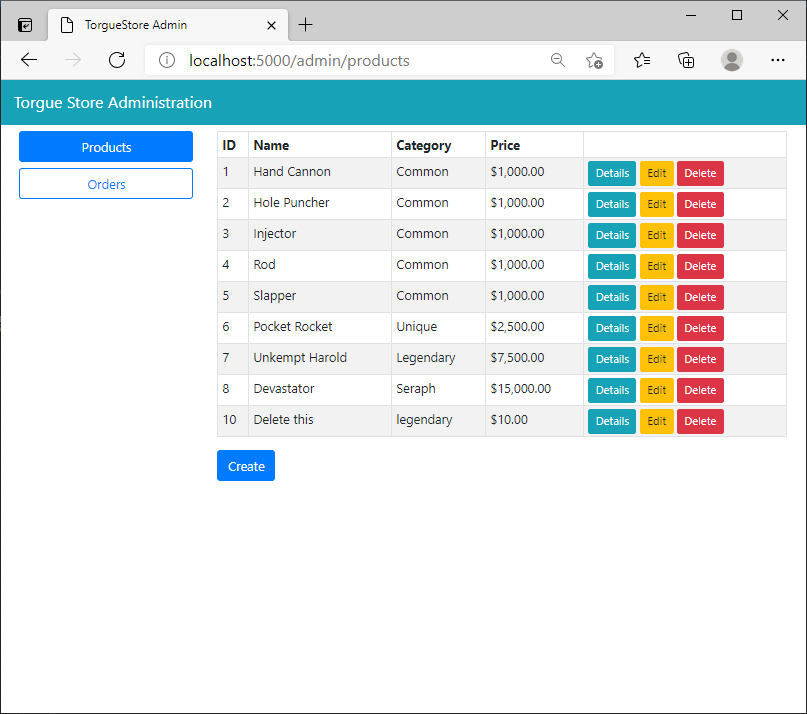 TorgueStore Admin
localhost:5000/admin/products
Torgue Store Administration
Products
Orders
ID Name Category Price
1 Hand Cannon Common $1,000.00 Details Edit Delete
2 Hole Puncher Common $1,000.00 Details Edit Delete
3 Injector Common $1,000.00 Details Edit Delete
4 Rod Common $1,000.00 Details Edit Delete
5 Slapper Common $1,000.00 Details Edit Delete
6 Pocket Rocket Unique $2,500.00 Details Edit Delete
7 Unkempt Harold Legendary $7,500.00 Details Edit Delete
8 Devastator Seraph $15,000.00 Details Edit Delete
10 Delete this legendary $10.00 Details Edit Delete
Create